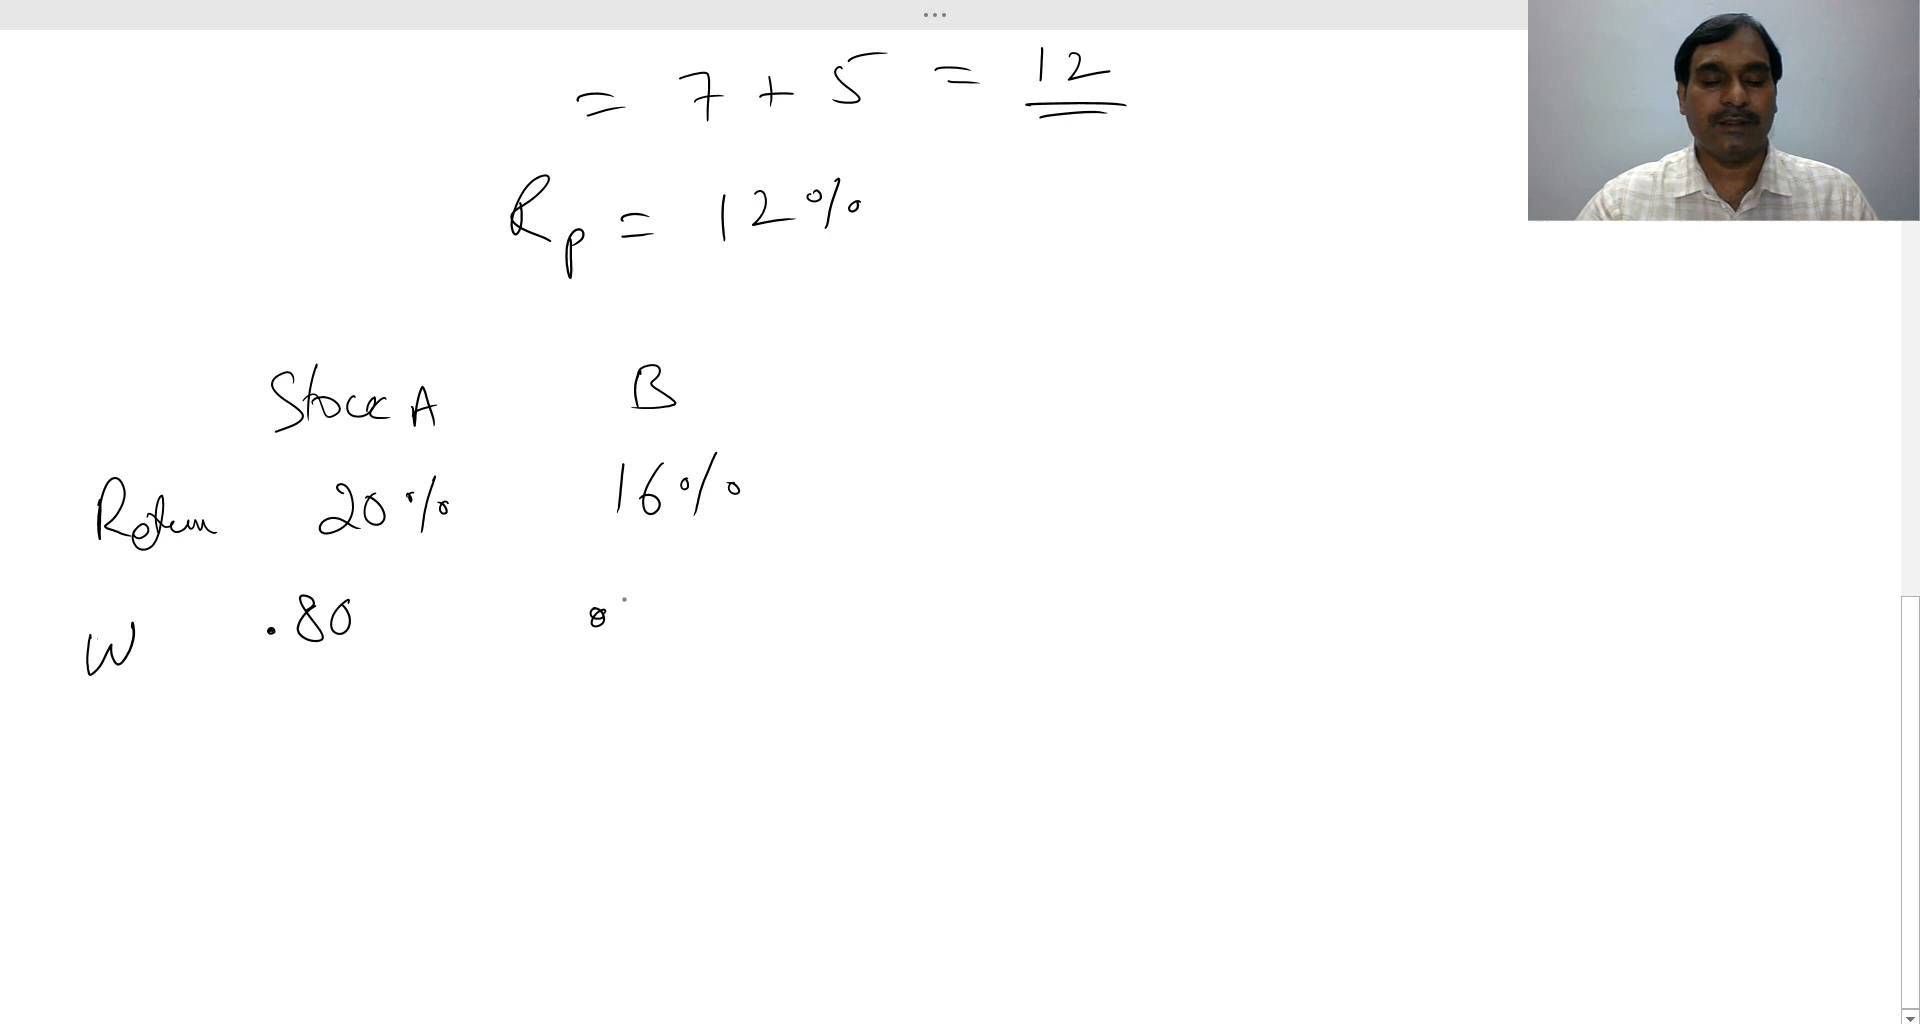 = 7 + 5 = 12
Rp = 12%
Stock A B
Return 20% 16%
W .80